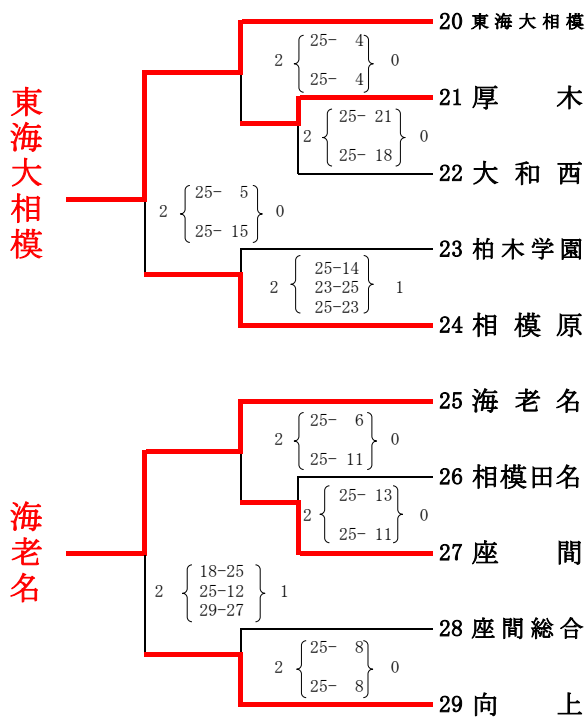 20 東海大相模
2 25- 4 0
25- 4
21 厚 木
2 25- 21 0
25- 18
22 大和西
東海大相模
2 25- 5 0
25- 15
23 柏木学園
25-14
2 23-25 1
25-23
24 相模原
25 海老名
2 25- 6 0
25- 11
26 相模田名
2 25- 13 0
25- 11
27 座 間
海老名
18-25
2 25-12 1
29-27
28 座間総合
2 25- 8 0
25- 8
29 向 上